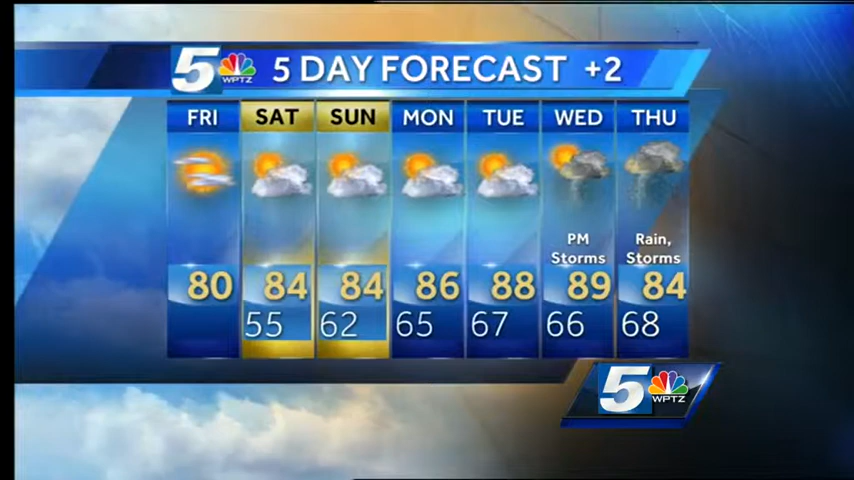 5 WPTZ 5 DAY FORECAST +2
FRI SAT SUN MON TUE WED THU
PM Storms Rain, Storms
80 84 84 86 88 89 84
55 62 65 67 66 68
5 WPTZ